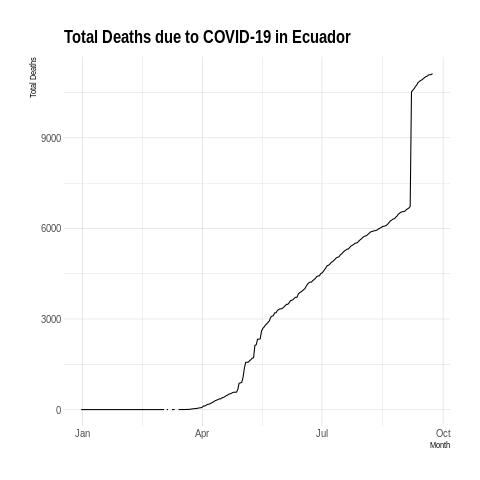 Total Deaths due to COVID-19 in Ecuador
Total Deaths
9000
6000
3000
0
Jan Apr Jul Oct
Month